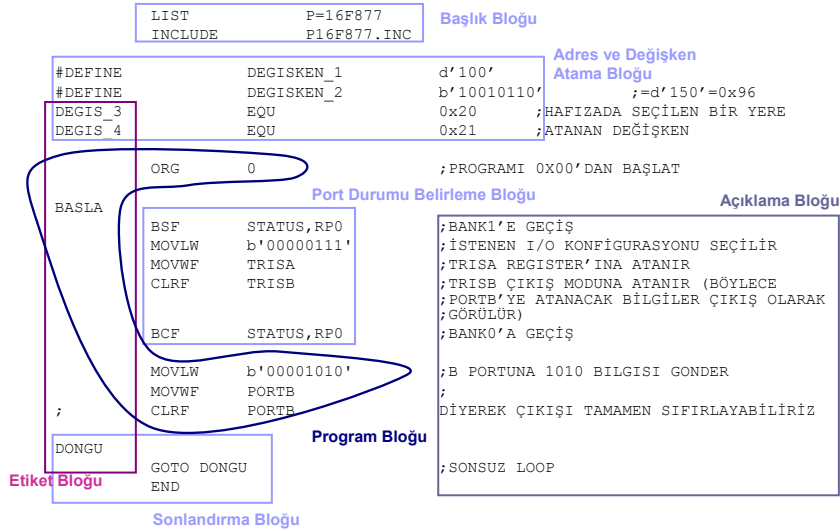 LIST P=16F877 Başlık Bloğu
INCLUDE P16F877.INC
Adres ve Değişken
Atama Bloğu
#DEFINE DEGISKEN_1 d'100'
#DEFINE DEGISKEN_2 b'10010110' ;=d'150'=0x96
DEGIS_3 EQU 0x20 ;HAFIZADA SEÇİLEN BİR YERE
DEGIS_4 EQU 0x21 ;ATANAN DEĞİŞKEN
ORG 0 ;PROGRAMI 0X00'DAN BAŞLAT
Port Durumu Belirleme Bloğu
Açıklama Bloğu
BASLA
BSF STATUS,RP0 ;BANK1'E GEÇİŞ
MOVLW b'00000111' ;İSTENEN I/O KONFİGURASYONU SEÇİLİR
MOVWF TRISA ;TRISA REGISTER'INA ATANIR
CLRF TRISB ;TRISB ÇIKIŞ MODUNA ATANIR (BÖYLECE
;PORTB'YE ATANACAK BİLGİLER ÇIKIŞ OLARAK
;GÖRÜLÜR)
BCF STATUS,RP0 ;BANK0'A GEÇİŞ
MOVLW b'00001010' ;B PORTUNA 1010 BILGISI GONDER
MOVWF PORTB ;
; CLRF PORTB DİYEREK ÇIKIŞI TAMAMEN SIFIRLAYABİLİRİZ
Program Bloğu
DONGU
GOTO DONGU ;SONSUZ LOOP
Etiket Bloğu
END
Sonlandırma Bloğu